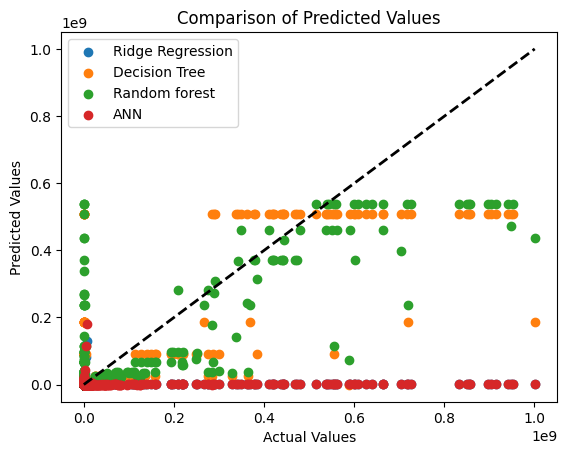 Comparison of Predicted Values
1e9
Ridge Regression
Decision Tree
Random forest
ANN
1.0
0.8
0.6
0.4
0.2
0.0
Predicted Values
0.0 0.2 0.4 0.6 0.8 1.0
1e9
Actual Values